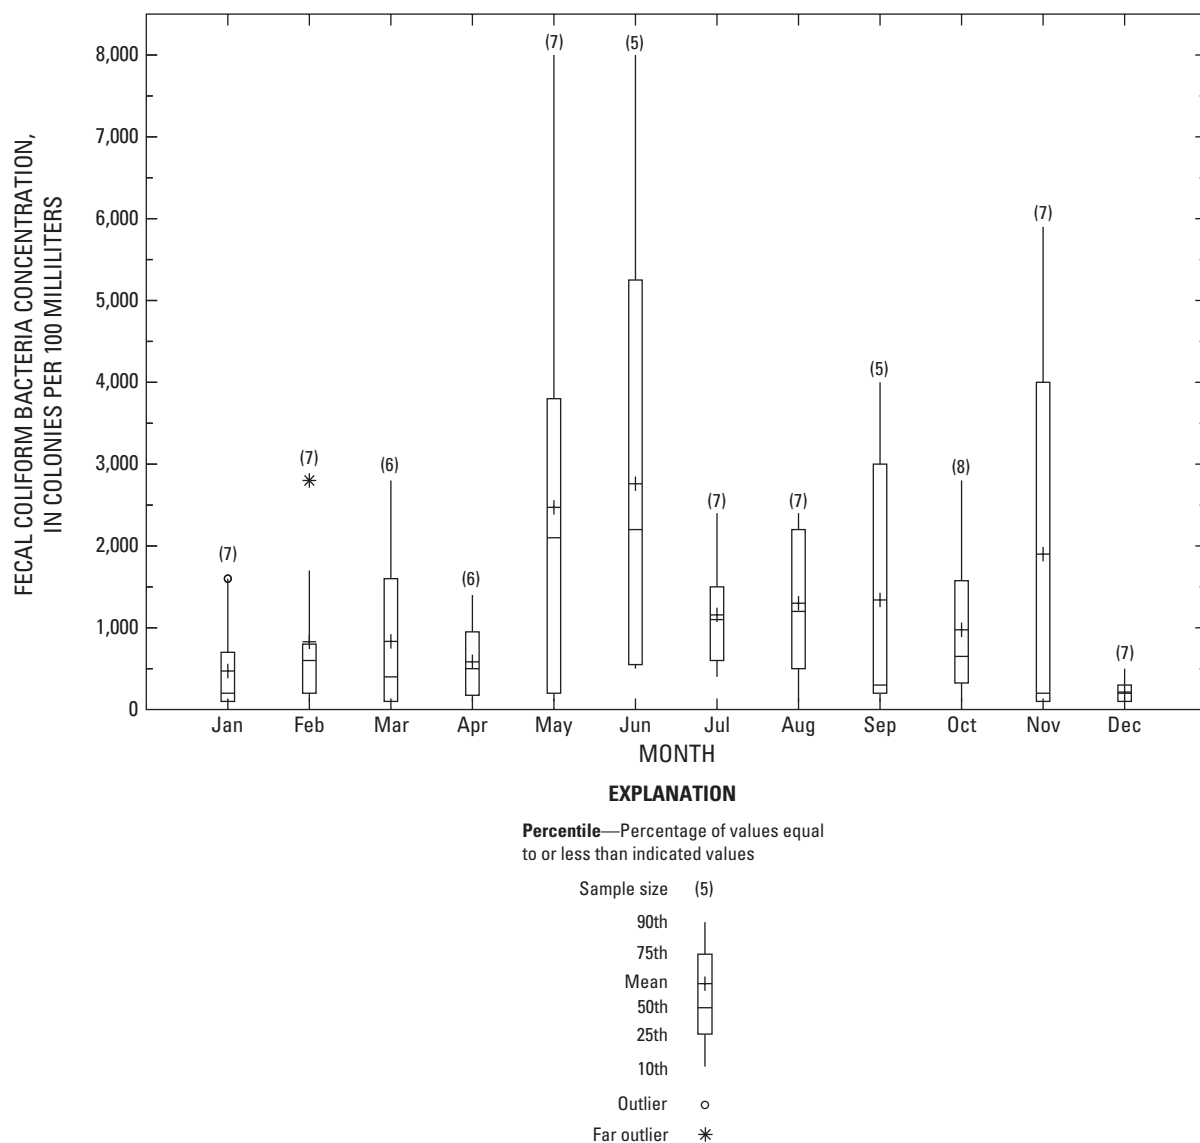 FECAL COLIFORM BACTERIA CONCENTRATION,
IN COLONIES PER 100 MILLILITERS
8,000
7,000
6,000
5,000
4,000
3,000
2,000
1,000
0
(7)
(7)
(6)
(6)
(7)
(5)
(7)
(7)
(5)
(8)
(7)
(7)
Jan Feb Mar Apr May Jun Jul Aug Sep Oct Nov Dec
MONTH
EXPLANATION
Percentile—Percentage of values equal
to or less than indicated values
Sample size (5)
90th
75th
Mean
50th
25th
10th
Outlier
Far outlier